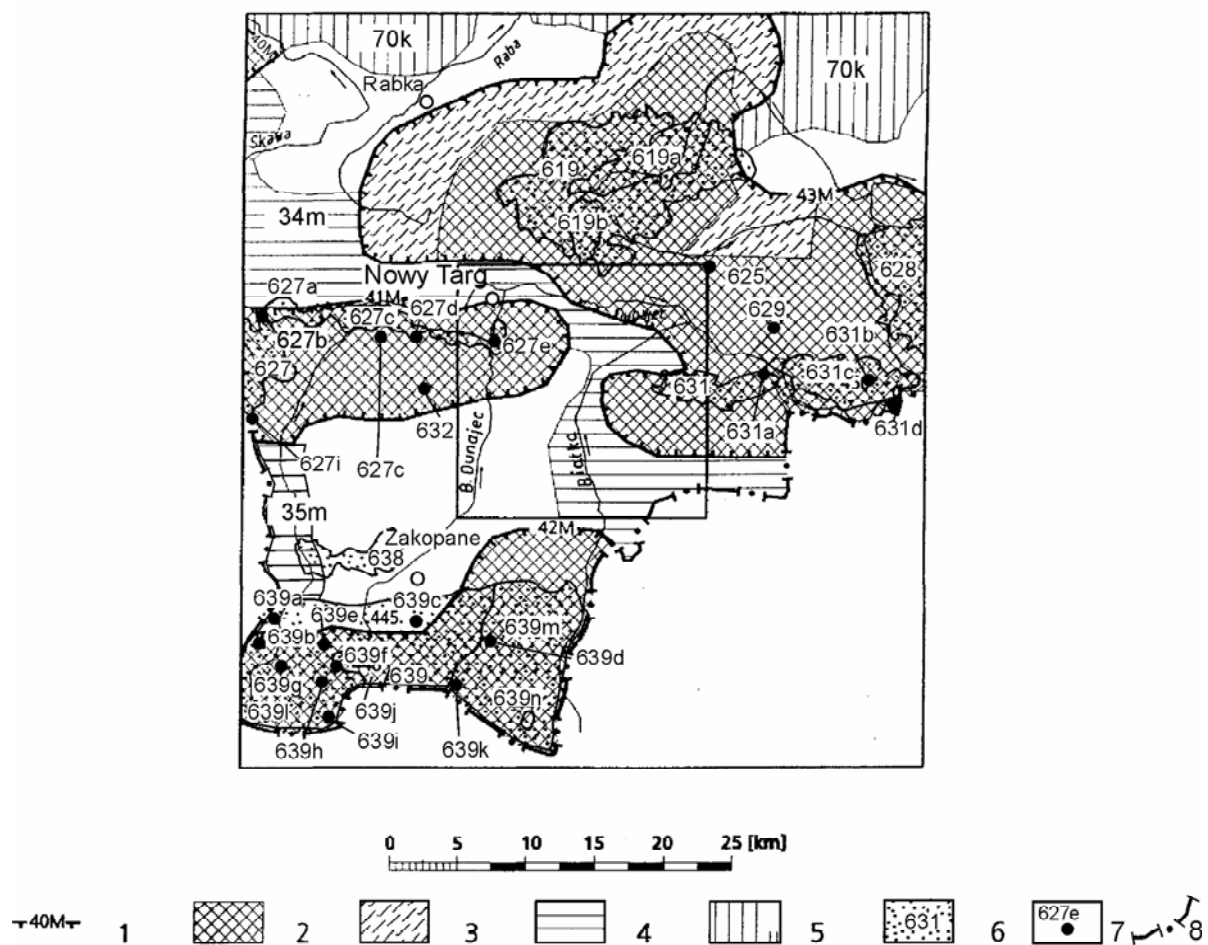 40M
70k
Raba
70k
Rabka
Skawa
619
619a
43M
34m
619b
Nowy Targ
625
628
627a
41M
627d
Dunajec
627c
629
631b
627b
627e
627
631
631c
632
631a
631d
B. Dunajec
Białka
627i
627c
35m
42M
Zakopane
638
639a
639c
639e
445
639m
639b
639f
639d
639g
639
639n
639l
639j
639h
639i
639k
0 5 10 15 20 25 [km]
40M 1 2 3 4 5 631 6 627e 7 8